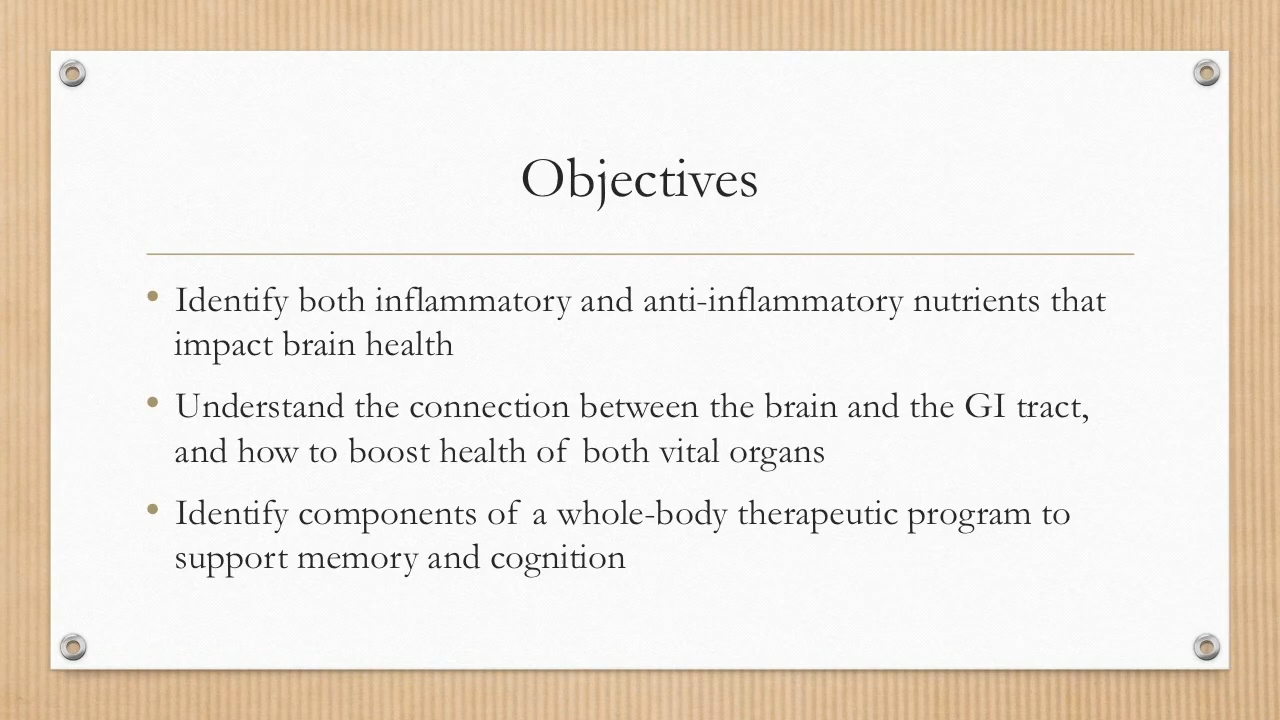 Objectives
• Identify both inflammatory and anti-inflammatory nutrients that
impact brain health
• Understand the connection between the brain and the GI tract,
and how to boost health of both vital organs
• Identify components of a whole-body therapeutic program to
support memory and cognition